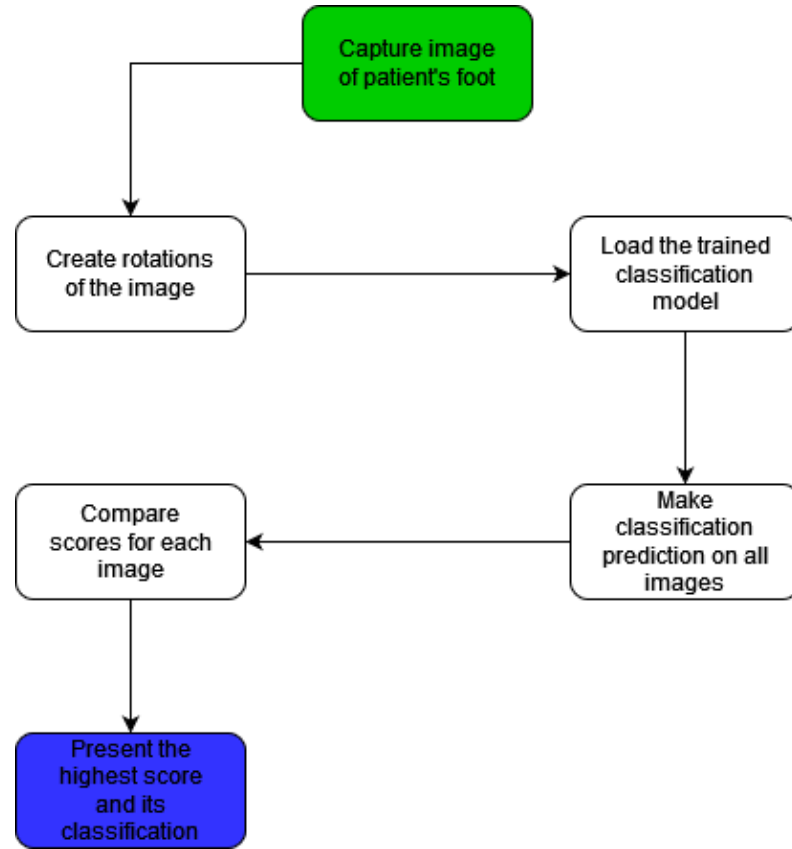 Capture image
of patient's foot
Create rotations
of the image
Load the trained
classification
model
Make
classification
prediction on all
images
Compare
scores for each
image
Present the
highest score
and its
classification